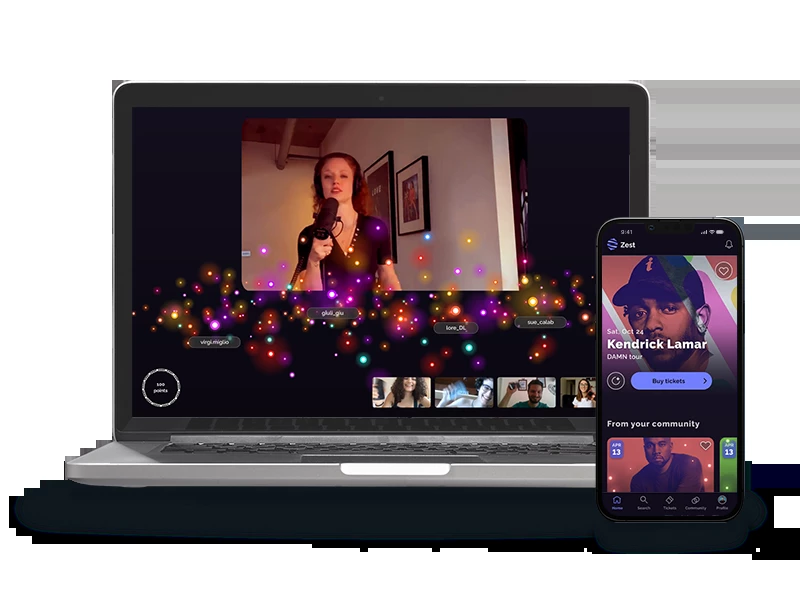 giuli_giu
sue_calab
lore_DL
virgi.miglio
100
points
9:41
Zest
Sat, Oct 24
Kendrick Lamar
DAMN tour
Buy tickets
From your community
APR
13
APR
13
Home
Search
Tickets
Community
Profile